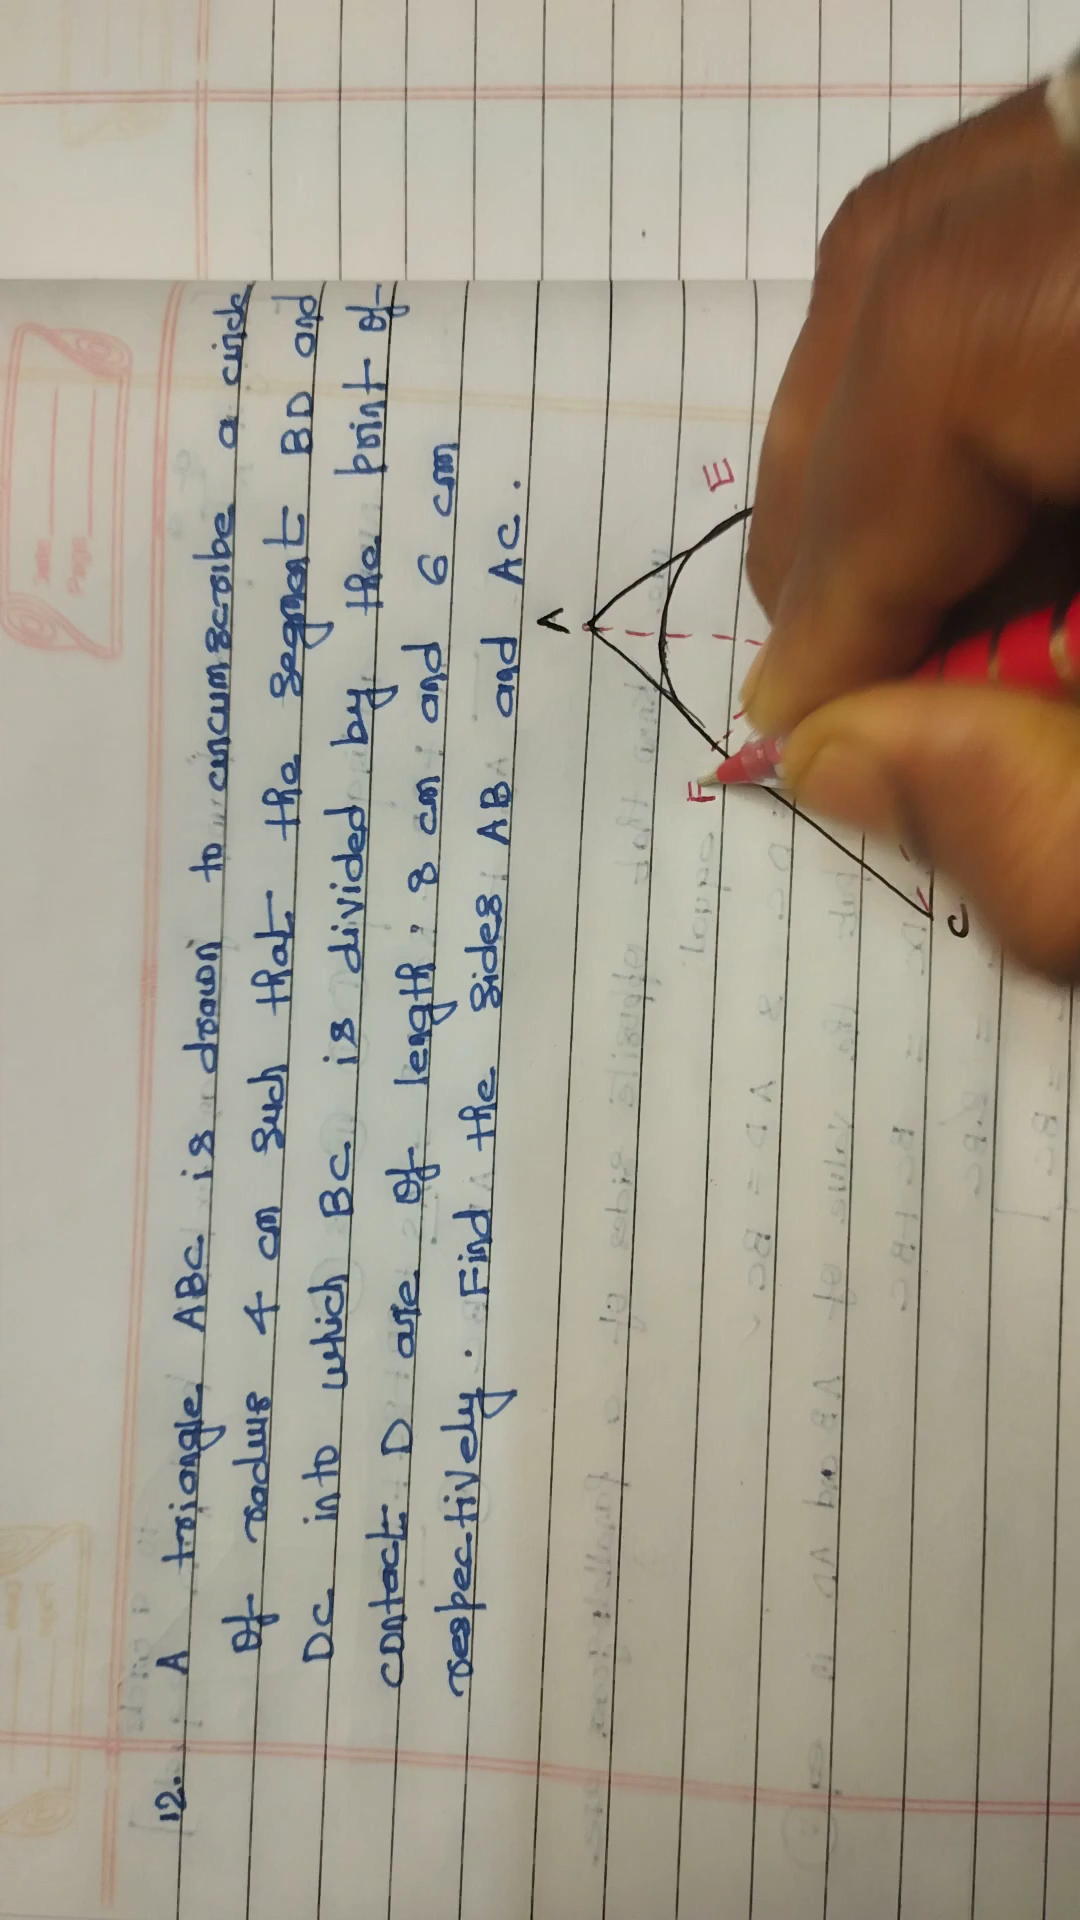 12. A triangle ABC is drawn to circumscribe a circle
of radius 4 cm such that the segment BD and
DC into which BC is divided by the point of
contact D are of length 8 cm and 6 cm
respectively. Find the sides AB and AC.
A
E
F
C